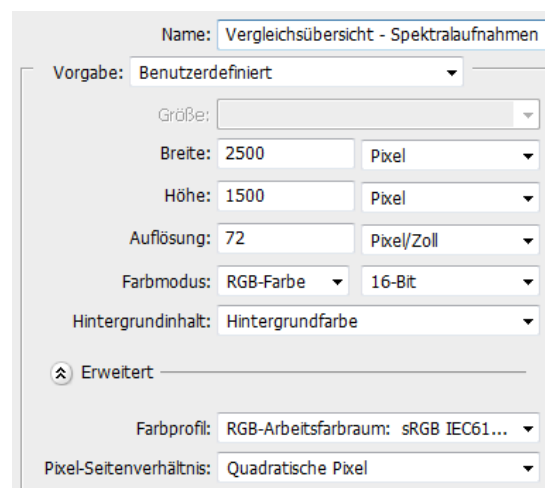 Name: Vergleichsübersicht - Spektralaufnahmen
Vorgabe: Benutzerdefiniert
Größe:
Breite: 2500 Pixel
Höhe: 1500 Pixel
Auflösung: 72 Pixel/Zoll
Farbmodus: RGB-Farbe 16-Bit
Hintergrundinhalt: Hintergrundfarbe
Erweitert
Farbprofil: RGB-Arbeitsfarbraum: sRGB IEC61...
Pixel-Seitenverhältnis: Quadratische Pixel